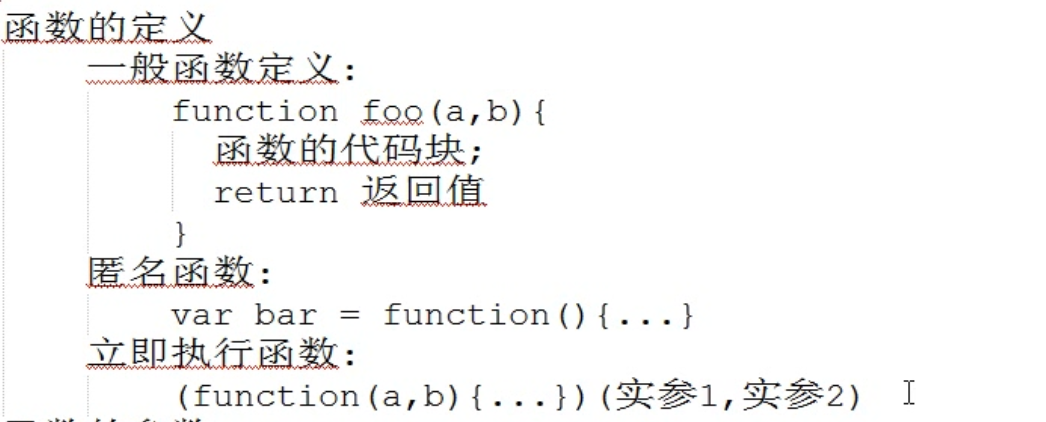 函数的定义
一般函数定义:
function foo(a,b){
函数的代码块;
return 返回值
}
匿名函数:
var bar = function(){...}
立即执行函数:
(function(a,b){...})(实参1,实参2)